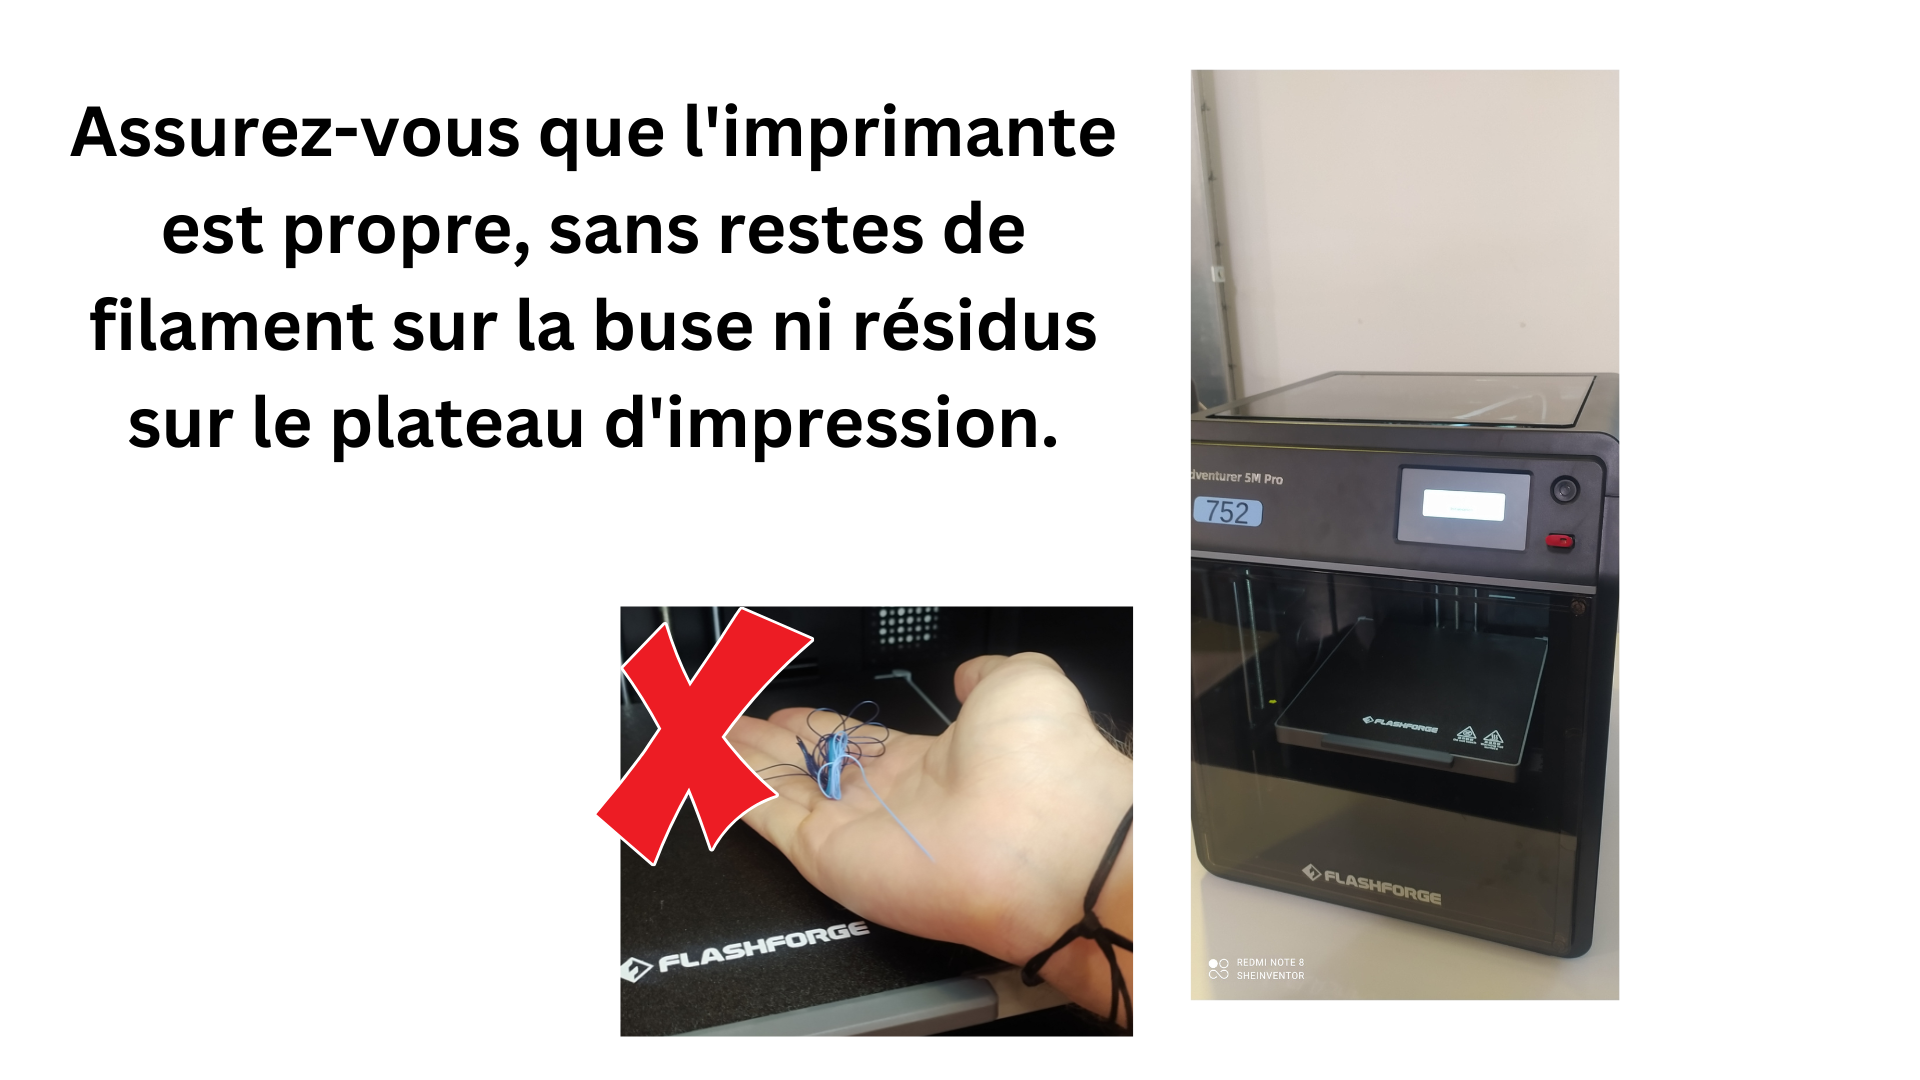 Assurez-vous que l'imprimante
est propre, sans restes de
filament sur la buse ni résidus
sur le plateau d'impression.
dventurer 5M Pro
752
FLASHFORGE
FLASHFORGE
REDMI NOTE 8
SHEINVENTOR
FLASHFORGE